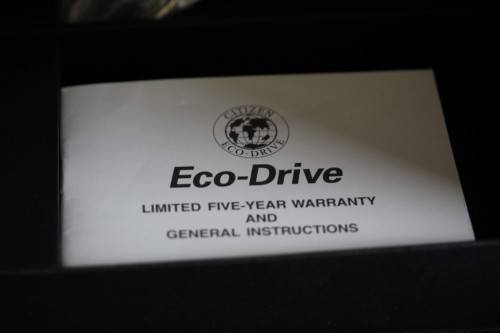 CITIZEN
ECO-DRIVE
Eco-Drive
LIMITED FIVE-YEAR WARRANTY
AND
GENERAL INSTRUCTIONS